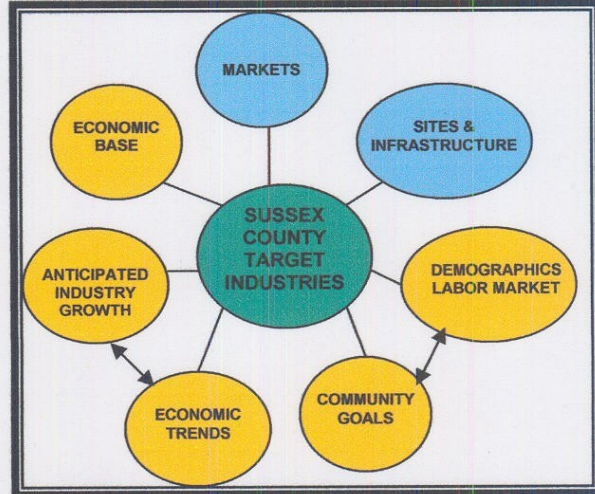 MARKETS
ECONOMIC
BASE
SITES &
INFRASTRUCTURE
SUSSEX
COUNTY
TARGET
INDUSTRIES
ANTICIPATED
INDUSTRY
GROWTH
DEMOGRAPHICS
LABOR MARKET
ECONOMIC
TRENDS
COMMUNITY
GOALS